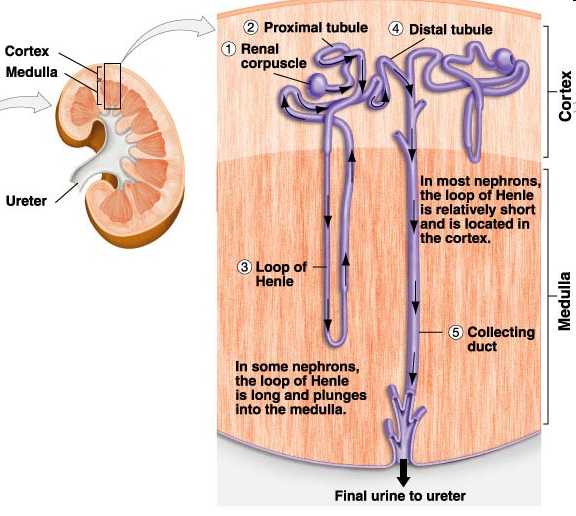 Cortex
Medulla
Ureter
② Proximal tubule
④ Distal tubule
① Renal
corpuscle
Cortex
In most nephrons,
the loop of Henle
is relatively short
and is located in
the cortex.
③ Loop of
Henle
Medulla
⑤ Collecting
duct
In some nephrons,
the loop of Henle
is long and plunges
into the medulla.
Final urine to ureter